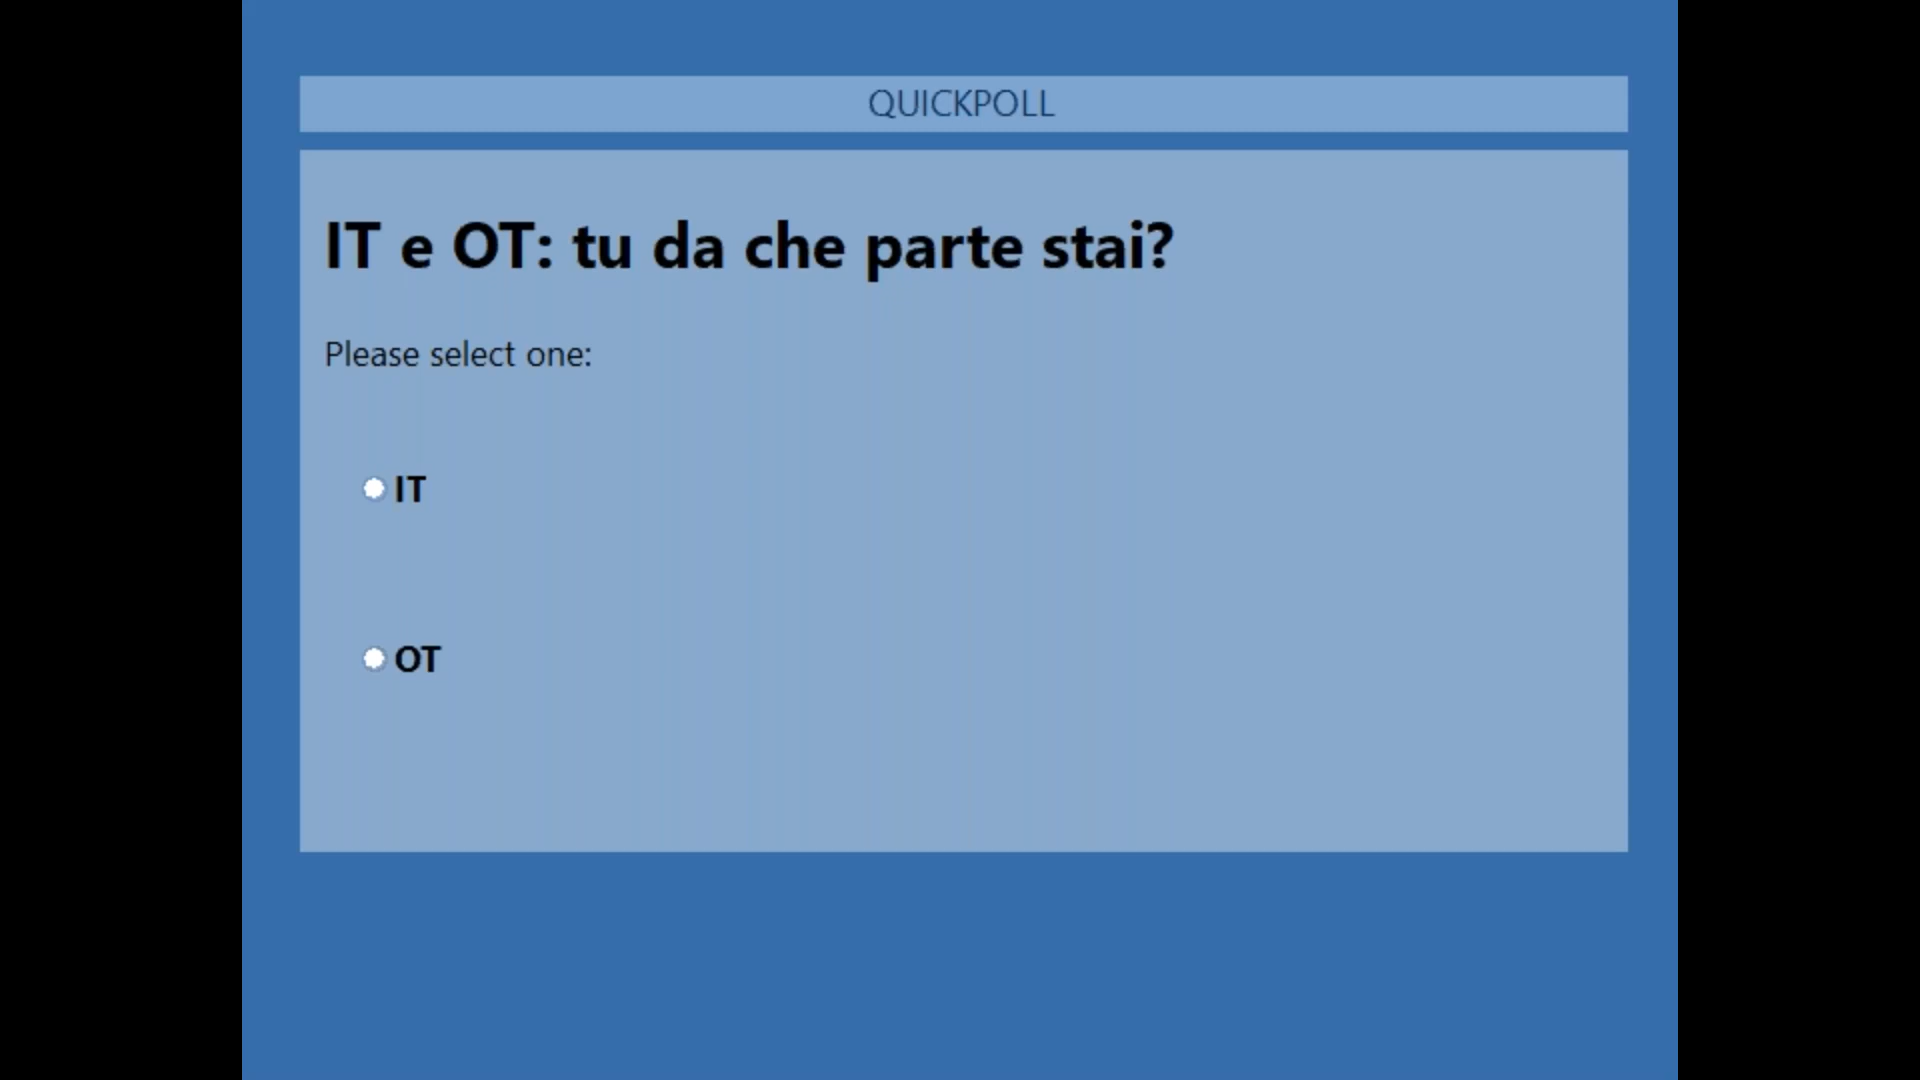 QUICKPOLL
IT e OT: tu da che parte stai?
Please select one:
IT
OT